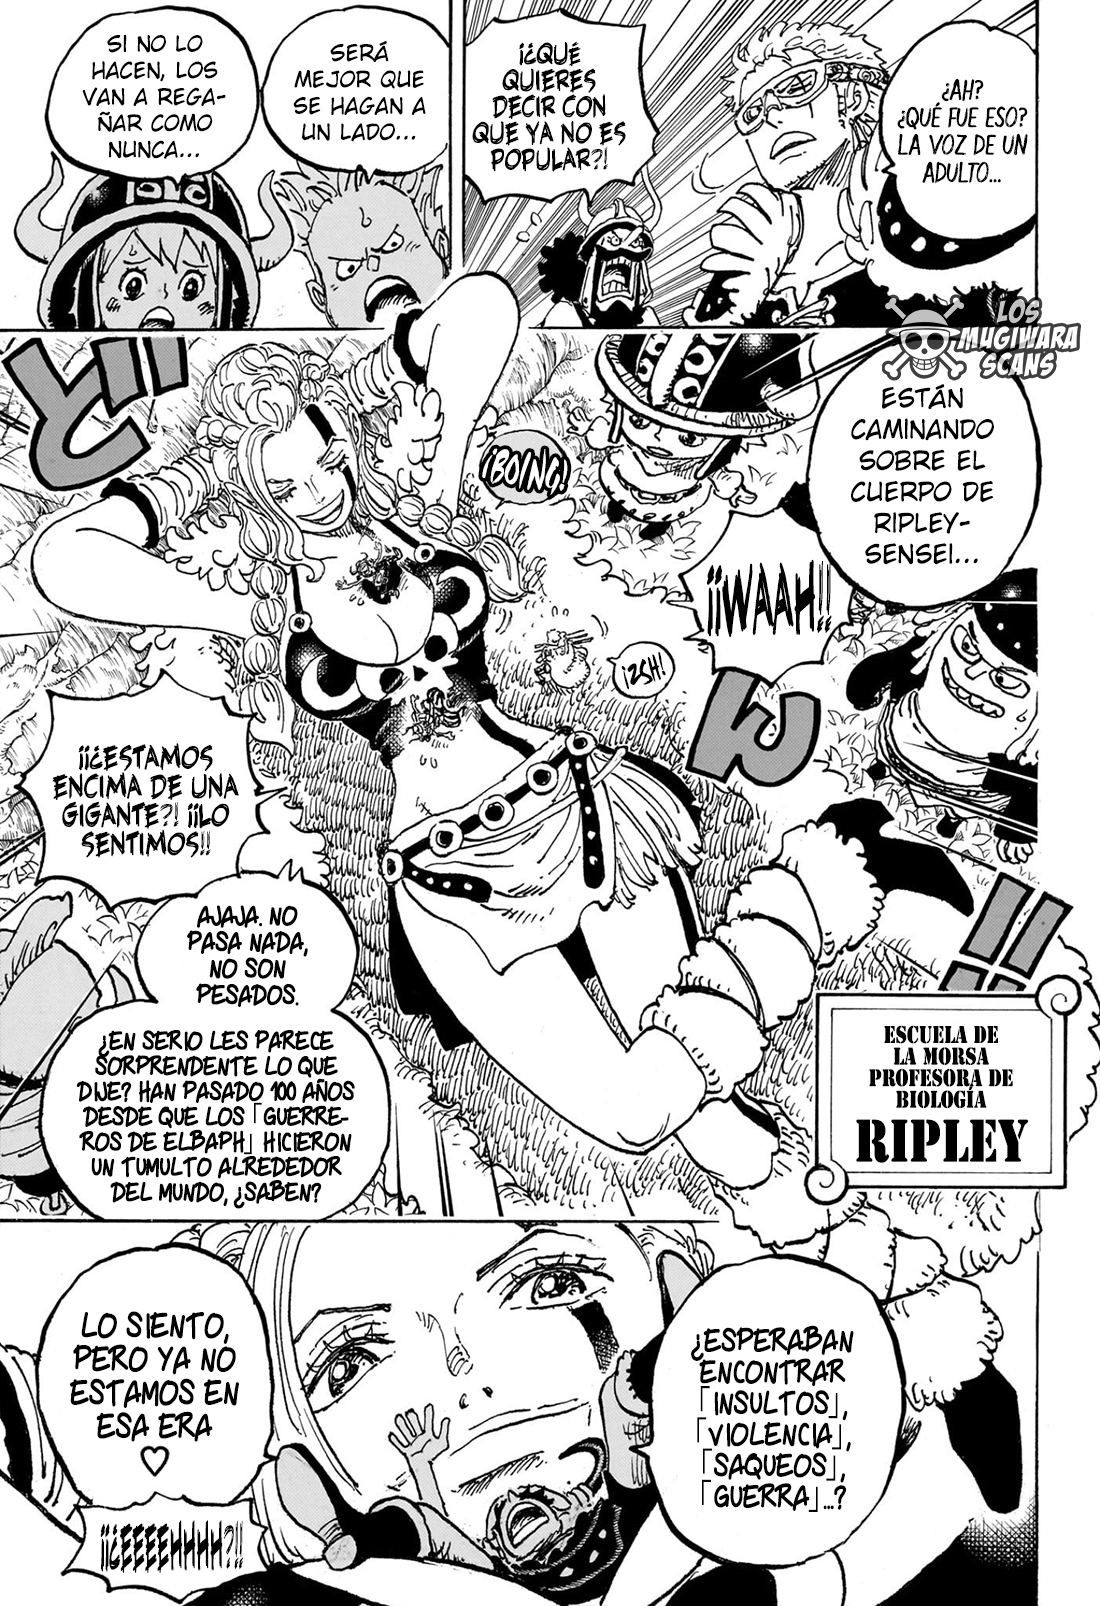 ¿AH?
¿QUÉ FUE ESO?
LA VOZ DE UN
ADULTO...
¡¿QUÉ
QUIERES
DECIR CON
QUE YA NO ES
POPULAR?!
SERÁ
MEJOR QUE
SE HAGAN A
UN LADO...
SI NO LO
HACEN, LOS
VAN A REGA-
ÑAR COMO
NUNCA...
LOS
MUGIWARA
SCANS
ESTÁN
CAMINANDO
SOBRE EL
CUERPO DE
RIPLEY-
SENSEI...
¡BOING!
¡¡WAAH!!
¡ZSH!
ド
ン
!!
¡¡¿ESTAMOS
ENCIMA DE UNA
GIGANTE?! ¡¡LO
SENTIMOS!!
AJAJA. NO
PASA NADA,
NO SON
PESADOS.
¿EN SERIO LES PARECE
SORPRENDENTE LO QUE
DIJE? HAN PASADO 100 AÑOS
DESDE QUE LOS 「GUERRE-
ROS DE ELBAPH」 HICIERON
UN TUMULTO ALREDEDOR
DEL MUNDO, ¿SABEN?
ESCUELA DE
LA MORSA
PROFESORA DE
BIOLOGÍA
RIPLEY
¿ESPERABAN
ENCONTRAR
「INSULTOS」,
「VIOLENCIA」,
「SAQUEOS」,
「GUERRA」...?
LO SIENTO,
PERO YA NO
ESTAMOS EN
ESA ERA
♡
¡¡¿EEEEHHHH?!!